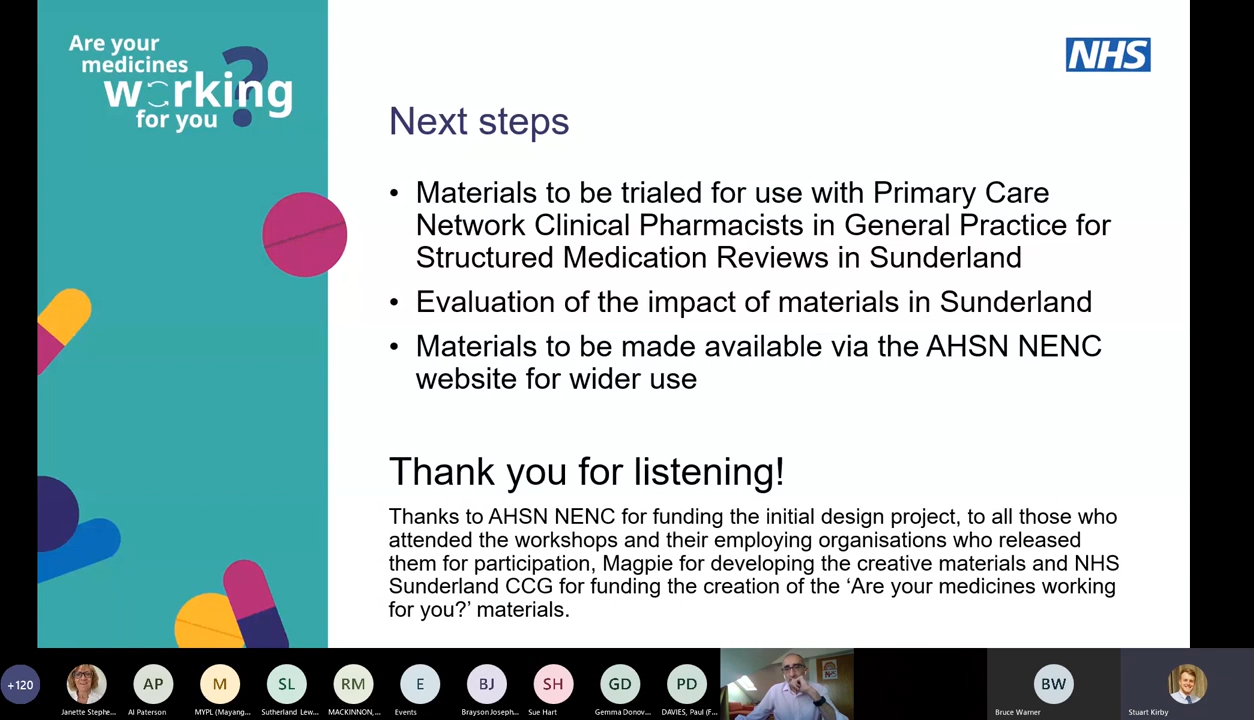 Are your
medicines
working
for you
?
NHS
Next steps
• Materials to be trialed for use with Primary Care
Network Clinical Pharmacists in General Practice for
Structured Medication Reviews in Sunderland
• Evaluation of the impact of materials in Sunderland
• Materials to be made available via the AHSN NENC
website for wider use
Thank you for listening!
Thanks to AHSN NENC for funding the initial design project, to all those who
attended the workshops and their employing organisations who released
them for participation, Magpie for developing the creative materials and NHS
Sunderland CCG for funding the creation of the ‘Are your medicines working
for you?’ materials.
+120
AP
M
SL
RM
E
BJ
SH
GD
PD
BW
Janette Stephe...
Al Paterson
MYPL (Mayang...
Sutherland Lew...
MACKINNON,...
Events
Brayson Joseph...
Sue Hart
Gemma Donov...
DAVIES, Paul (F...
Bruce Warner
Stuart Kirby